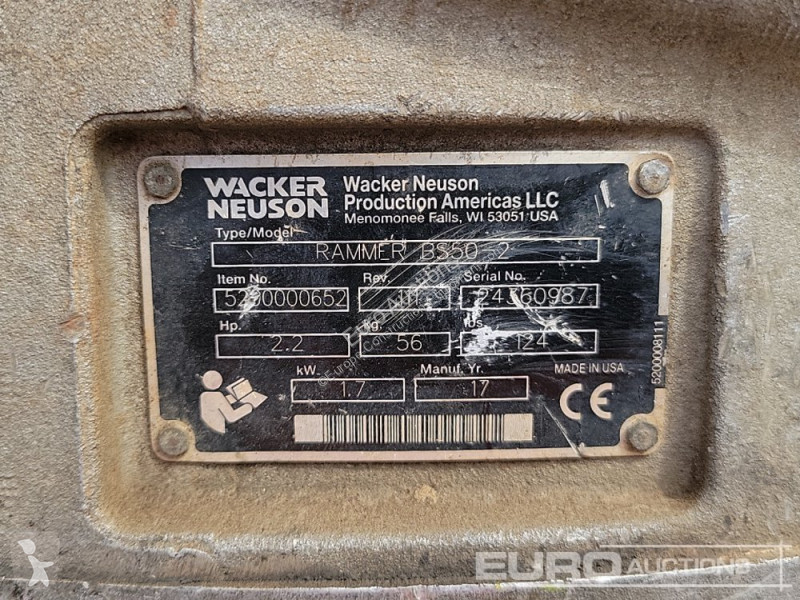 WACKER
NEUSON
Wacker Neuson
Production Americas LLC
Menomonee Falls, WI 53051 USA
Type/Model
RAMMER BS50-2
Item No. Rev. Serial No.
5200000652
Hp. kg. lbs.
2.2 56 124
kW. Manuf. Yr.
1.7 17
MADE IN USA
CE
5200008111
EUROAUCTIONS